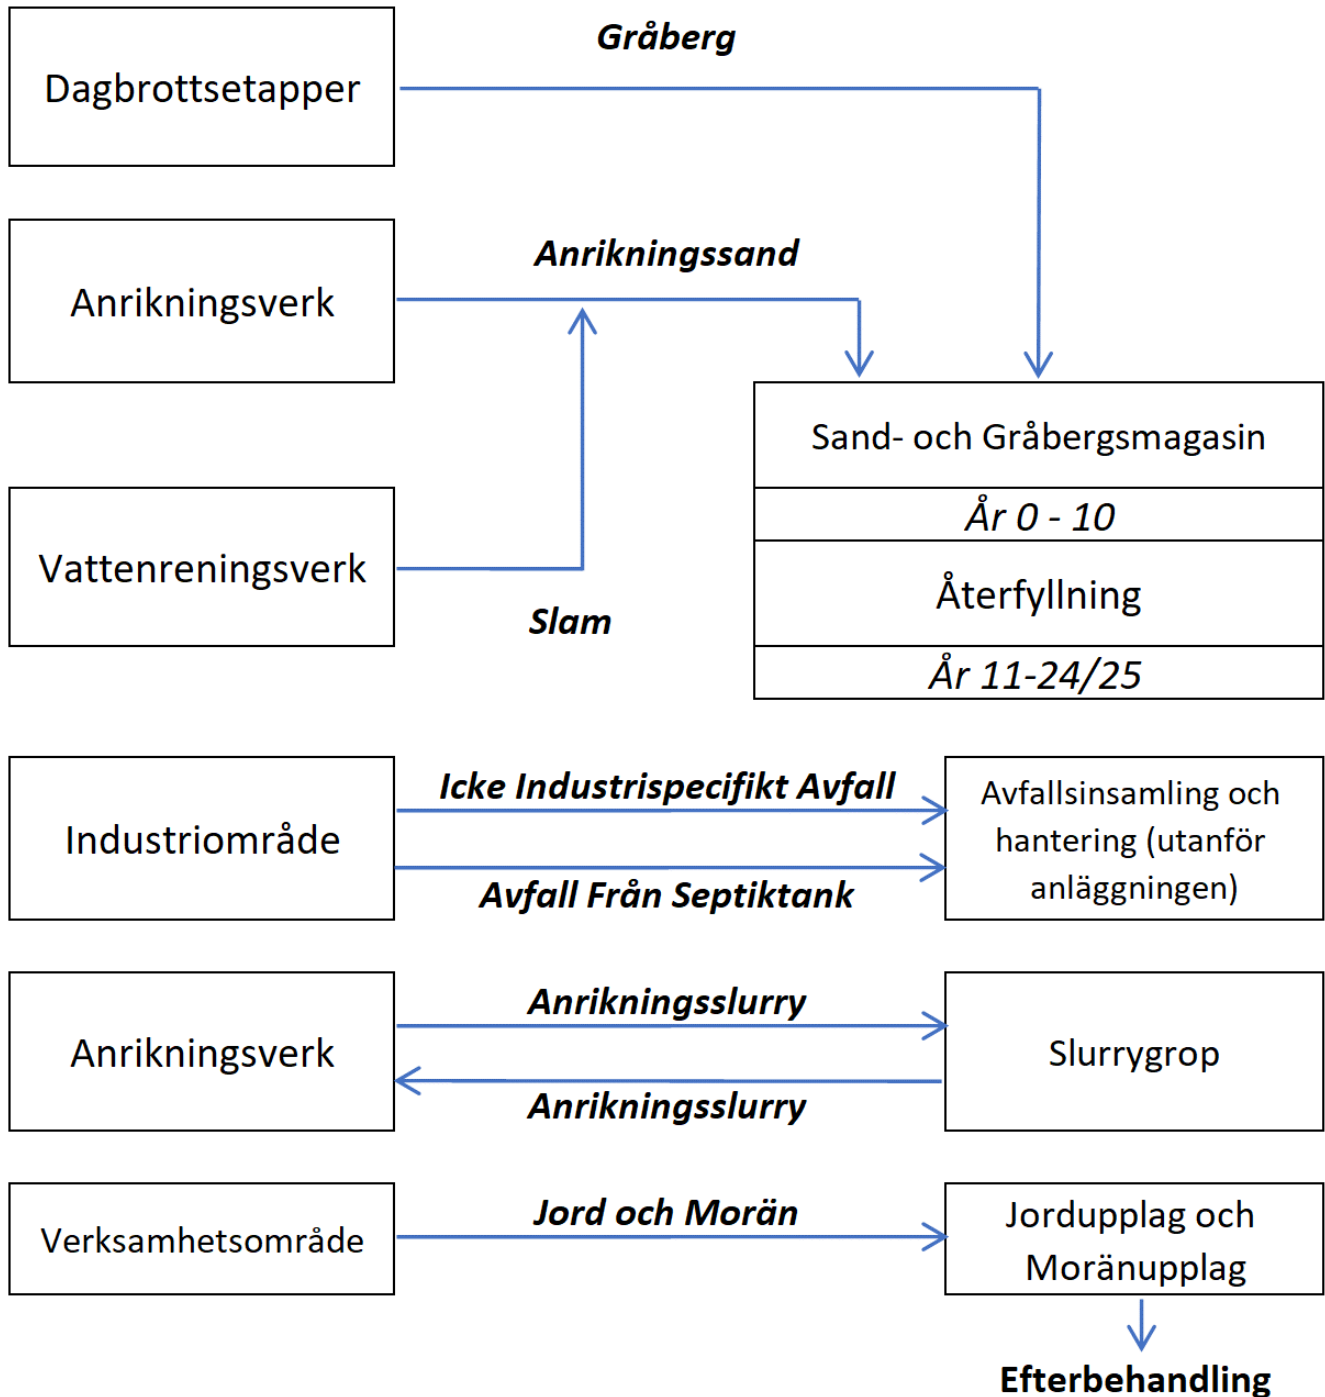 Gråberg
Dagbrottsetapper
Anrikningssand
Anrikningsverk
Sand- och Gråbergsmagasin
År 0 - 10
Vattenreningsverk
Återfyllning
Slam
År 11-24/25
Icke Industrispecifikt Avfall
Industriområde
Avfall Från Septiktank
Avfallsinsamling och
hantering (utanför
anläggningen)
Anrikningsslurry
Anrikningsverk
Slurrygrop
Anrikningsslurry
Jord och Morän
Verksamhetsområde
Jordupplag och
Moränupplag
Efterbehandling